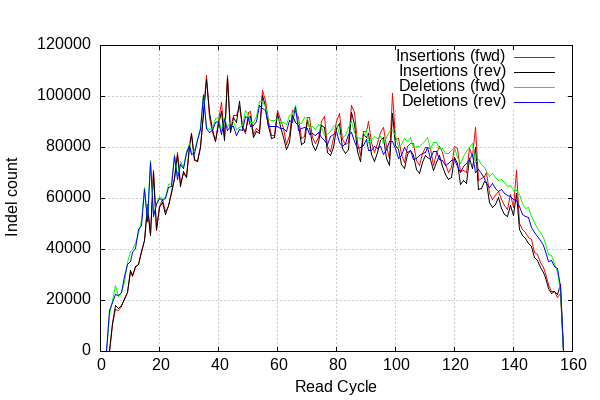 120000
100000
80000
60000
40000
20000
0
Indel count
Insertions (fwd)
Insertions (rev)
Deletions (fwd)
Deletions (rev)
0 20 40 60 80 100 120 140 160
Read Cycle